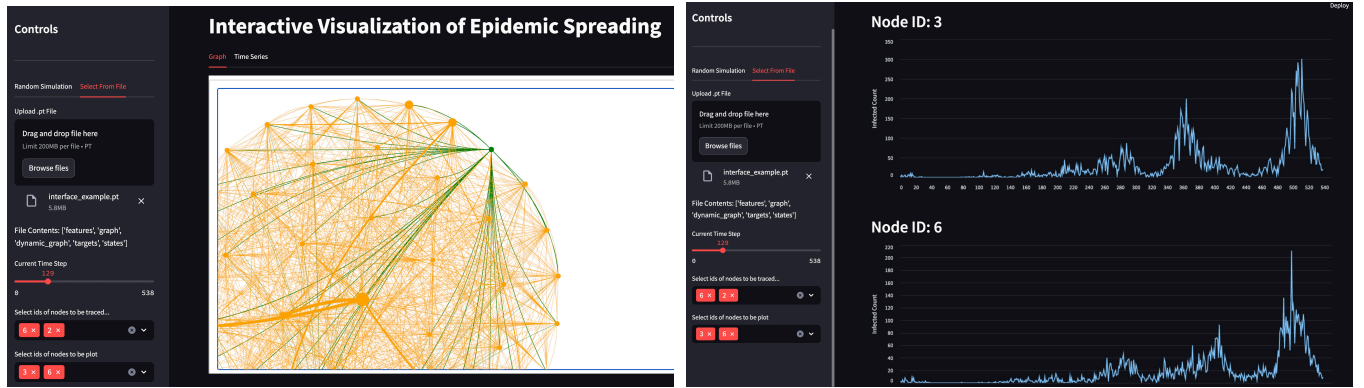 Controls
Interactive Visualization of Epidemic Spreading
Graph Time Series
Random Simulation Select From File
Upload .pt File
Drag and drop file here
Limit 200MB per file • PT
Browse files
interface_example.pt
5.8MB
File Contents: ['features', 'graph',
'dynamic_graph', 'targets', 'states']
Current Time Step
129
0 538
Select ids of nodes to be traced...
6 × 2 ×
Select ids of nodes to be plot
3 × 6 ×
Deploy
Controls
Random Simulation Select From File
Upload .pt File
Drag and drop file here
Limit 200MB per file • PT
Browse files
interface_example.pt
5.8MB
File Contents: ['features', 'graph',
'dynamic_graph', 'targets', 'states']
Current Time Step
129
0 538
Select ids of nodes to be traced...
6 × 2 ×
Select ids of nodes to be plot
3 × 6 ×
Node ID: 3
350
300
250
200
150
100
50
0
Infected Count
0 20 40 60 80 100 120 140 160 180 200 220 240 260 280 300 320 340 360 380 400 420 440 460 480 500 520 540
Node ID: 6
220
200
180
160
140
120
100
80
60
40
20
0
Infected Count